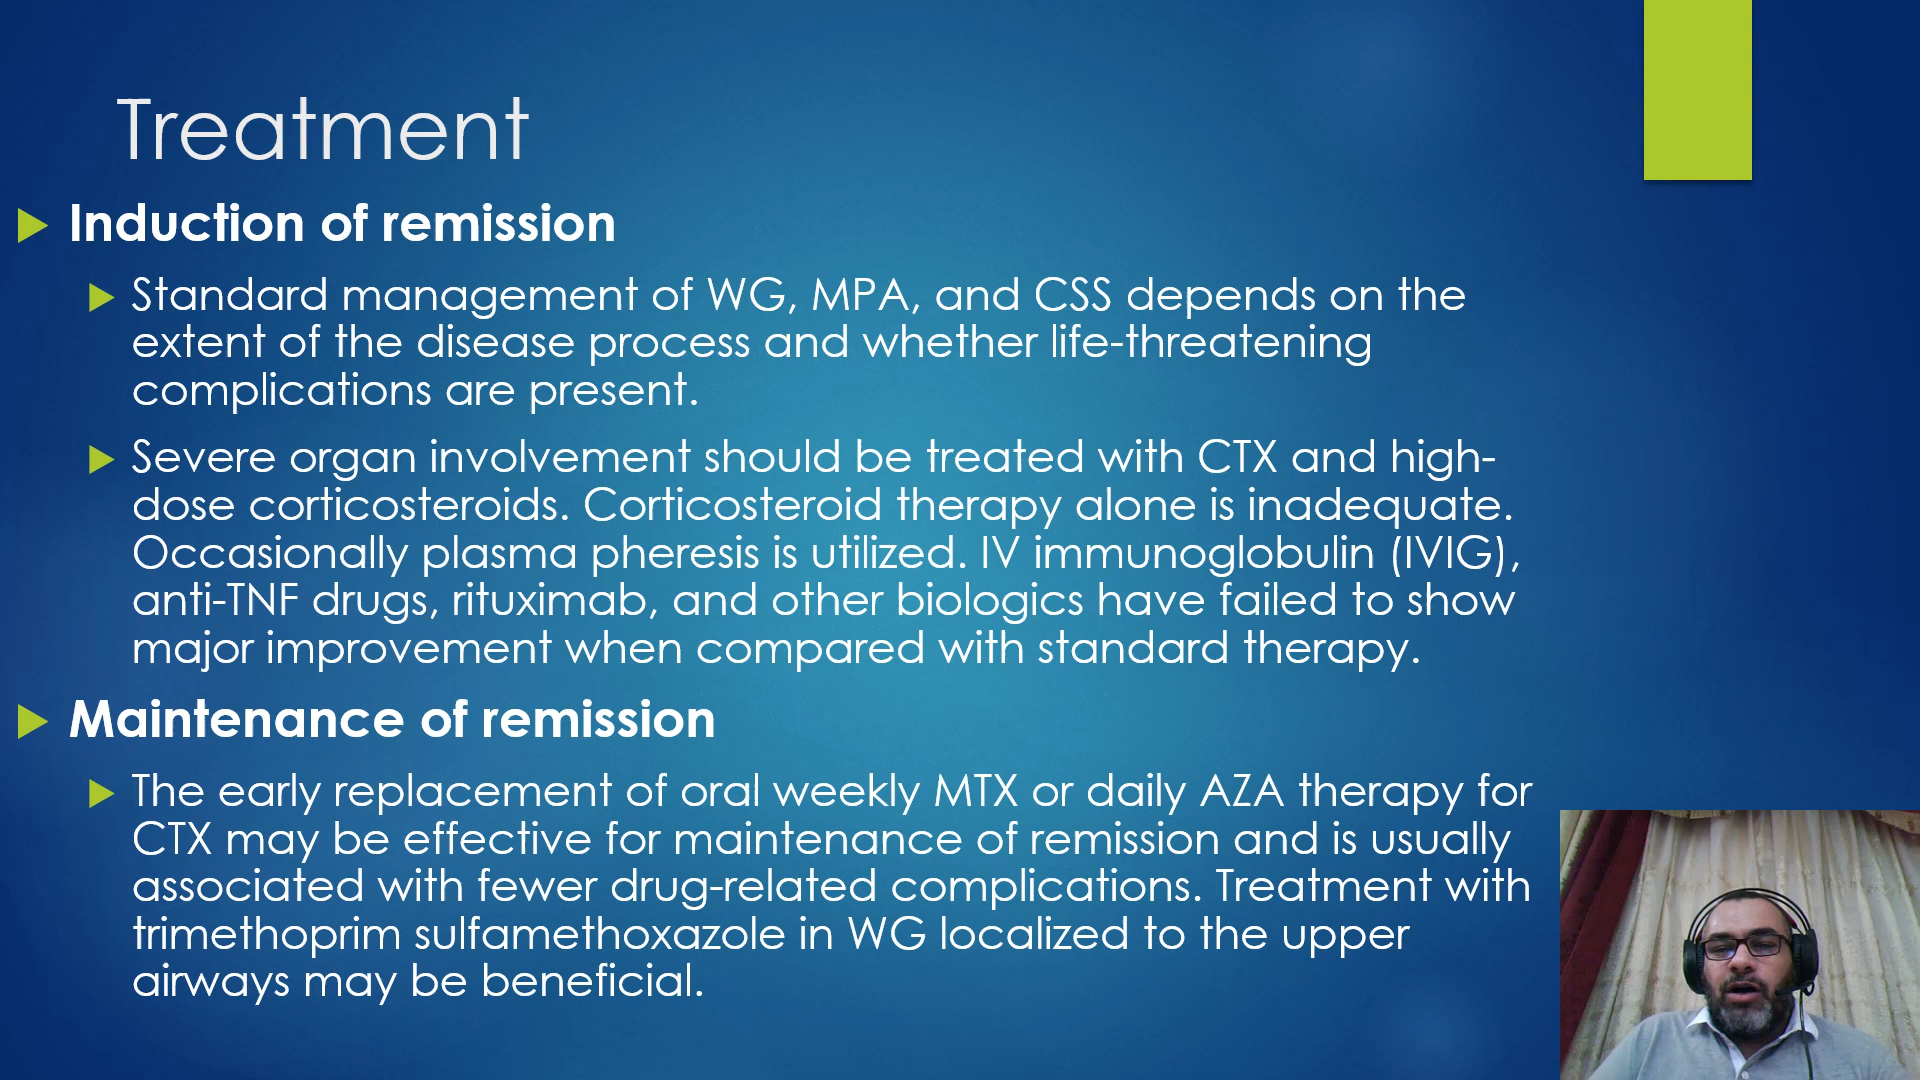 Treatment
Induction of remission
Standard management of WG, MPA, and CSS depends on the
extent of the disease process and whether life-threatening
complications are present.
Severe organ involvement should be treated with CTX and high-
dose corticosteroids. Corticosteroid therapy alone is inadequate.
Occasionally plasma pheresis is utilized. IV immunoglobulin (IVIG),
anti-TNF drugs, rituximab, and other biologics have failed to show
major improvement when compared with standard therapy.
Maintenance of remission
The early replacement of oral weekly MTX or daily AZA therapy for
CTX may be effective for maintenance of remission and is usually
associated with fewer drug-related complications. Treatment with
trimethoprim sulfamethoxazole in WG localized to the upper
airways may be beneficial.